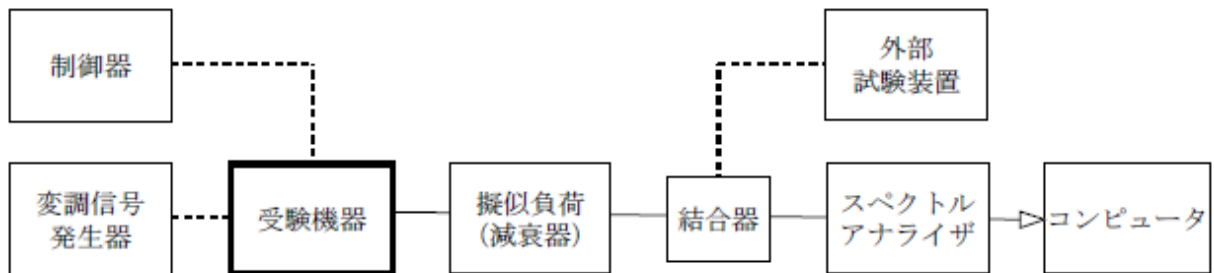 制御器
外部
試験装置
変調信号
発生器
受験機器
擬似負荷
(減衰器)
結合器
スペクトル
アナライザ
コンピュータ